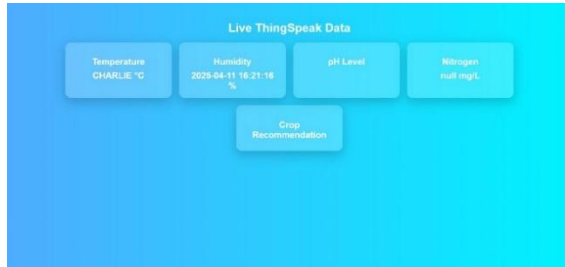 Live ThingSpeak Data
Temperature
CHARLIE °C
Humidity
2025-04-11 16:21:16
%
pH Level
Nitrogen
null mg/L
Crop
Recommendation